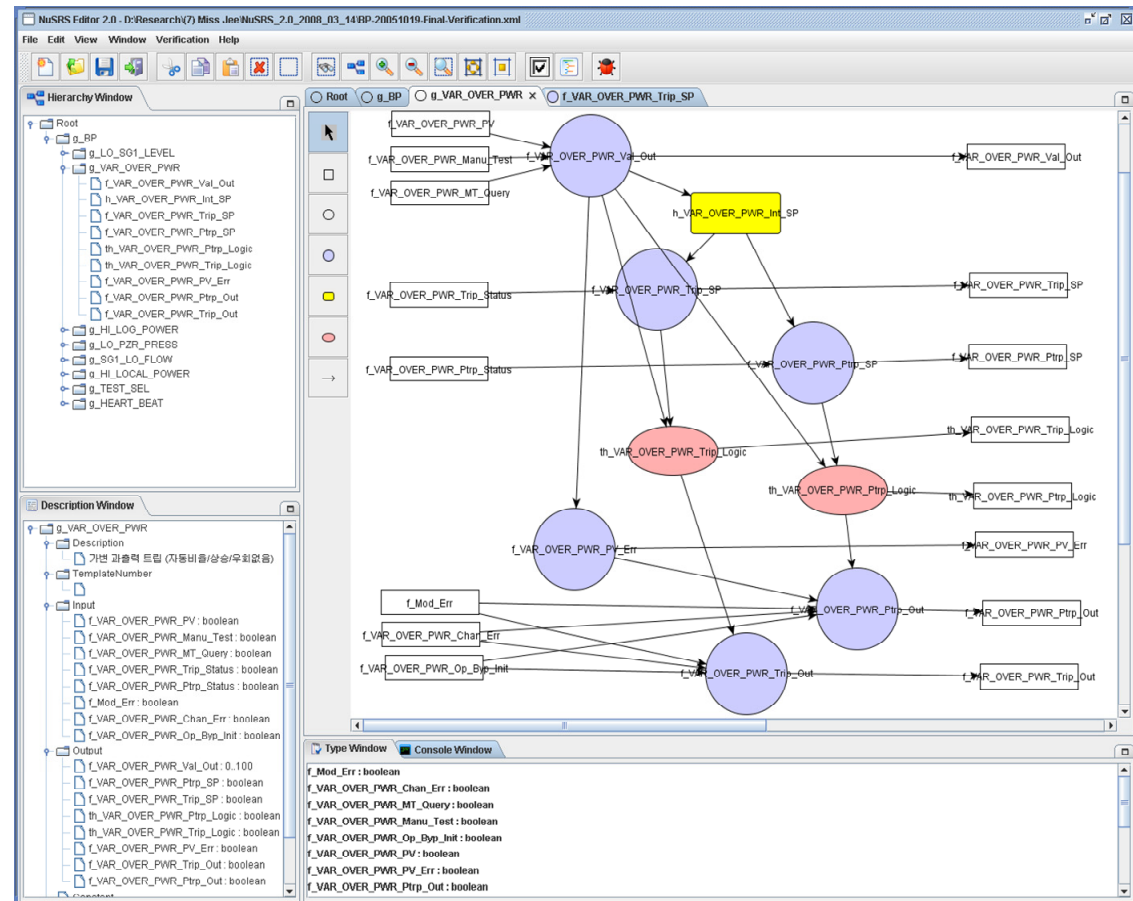 NuSRS Editor 2.0 - D:\Research\(7) Miss Jee\NuSRS_2.0_2008_03_14\BP-20051019-Final-Verification.xml
File Edit View Window Verification Help
Hierarchy Window
Root
g_BP
g_LO_SG1_LEVEL
g_VAR_OVER_PWR
f_VAR_OVER_PWR_Val_Out
h_VAR_OVER_PWR_Int_SP
f_VAR_OVER_PWR_Trip_SP
f_VAR_OVER_PWR_Ptrp_SP
th_VAR_OVER_PWR_Ptrp_Logic
th_VAR_OVER_PWR_Trip_Logic
f_VAR_OVER_PWR_PV_Err
f_VAR_OVER_PWR_Ptrp_Out
f_VAR_OVER_PWR_Trip_Out
g_HI_LOG_POWER
g_LO_PZR_PRESS
g_SG1_LO_FLOW
g_HI_LOCAL_POWER
g_TEST_SEL
g_HEART_BEAT
Description Window
g_VAR_OVER_PWR
Description
가변 과출력 트립 (자동비율/상승/우회없음)
TemplateNumber
Input
f_VAR_OVER_PWR_PV : boolean
f_VAR_OVER_PWR_Manu_Test : boolean
f_VAR_OVER_PWR_MT_Query : boolean
f_VAR_OVER_PWR_Trip_Status : boolean
f_VAR_OVER_PWR_Ptrp_Status : boolean
f_Mod_Err : boolean
f_VAR_OVER_PWR_Chan_Err : boolean
f_VAR_OVER_PWR_Op_Byp_Init : boolean
Output
f_VAR_OVER_PWR_Val_Out : 0..100
f_VAR_OVER_PWR_Ptrp_SP : boolean
f_VAR_OVER_PWR_Trip_SP : boolean
th_VAR_OVER_PWR_Ptrp_Logic : boolean
th_VAR_OVER_PWR_Trip_Logic : boolean
f_VAR_OVER_PWR_PV_Err : boolean
f_VAR_OVER_PWR_Trip_Out : boolean
f_VAR_OVER_PWR_Ptrp_Out : boolean
Constant
Root g_BP g_VAR_OVER_PWR f_VAR_OVER_PWR_Trip_SP
f_VAR_OVER_PWR_PV
f_VAR_OVER_PWR_Manu_Test f_VAR_OVER_PWR_Val_Out f_VAR_OVER_PWR_Val_Out
f_VAR_OVER_PWR_MT_Query
h_VAR_OVER_PWR_Int_SP
f_VAR_OVER_PWR_Trip_Status f_VAR_OVER_PWR_Trip_SP f_VAR_OVER_PWR_Trip_SP
f_VAR_OVER_PWR_Ptrp_Status f_VAR_OVER_PWR_Ptrp_SP f_VAR_OVER_PWR_Ptrp_SP
th_VAR_OVER_PWR_Trip_Logic th_VAR_OVER_PWR_Trip_Logic
th_VAR_OVER_PWR_Ptrp_Logic th_VAR_OVER_PWR_Ptrp_Logic
f_VAR_OVER_PWR_PV_Err f_VAR_OVER_PWR_PV_Err
f_Mod_Err f_VAR_OVER_PWR_Ptrp_Out f_VAR_OVER_PWR_Ptrp_Out
f_VAR_OVER_PWR_Chan_Err
f_VAR_OVER_PWR_Op_Byp_Init f_VAR_OVER_PWR_Trip_Out f_VAR_OVER_PWR_Trip_Out
Type Window Console Window
f_Mod_Err : boolean
f_VAR_OVER_PWR_Chan_Err : boolean
f_VAR_OVER_PWR_MT_Query : boolean
f_VAR_OVER_PWR_Manu_Test : boolean
f_VAR_OVER_PWR_Op_Byp_Init : boolean
f_VAR_OVER_PWR_PV : boolean
f_VAR_OVER_PWR_PV_Err : boolean
f_VAR_OVER_PWR_Ptrp_Out : boolean